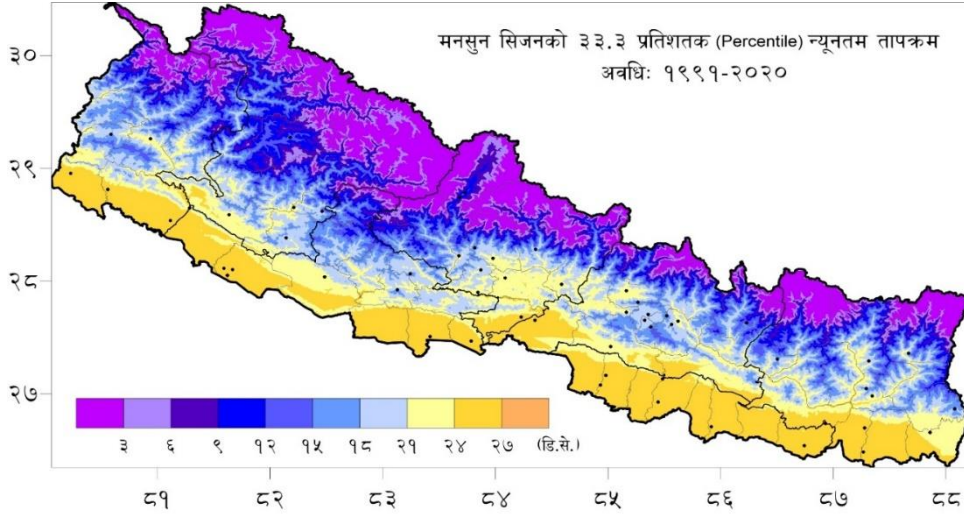 मनसुन सिजनको ३३.३ प्रतिशतक (Percentile) न्यूनतम तापक्रम
अवधिः १९९१-२०२०
३०
२९
२८
२७
३ ६ ९ १२ १५ १८ २१ २४ २७ (डि.से.)
८१ ८२ ८३ ८४ ८५ ८६ ८७ ८८